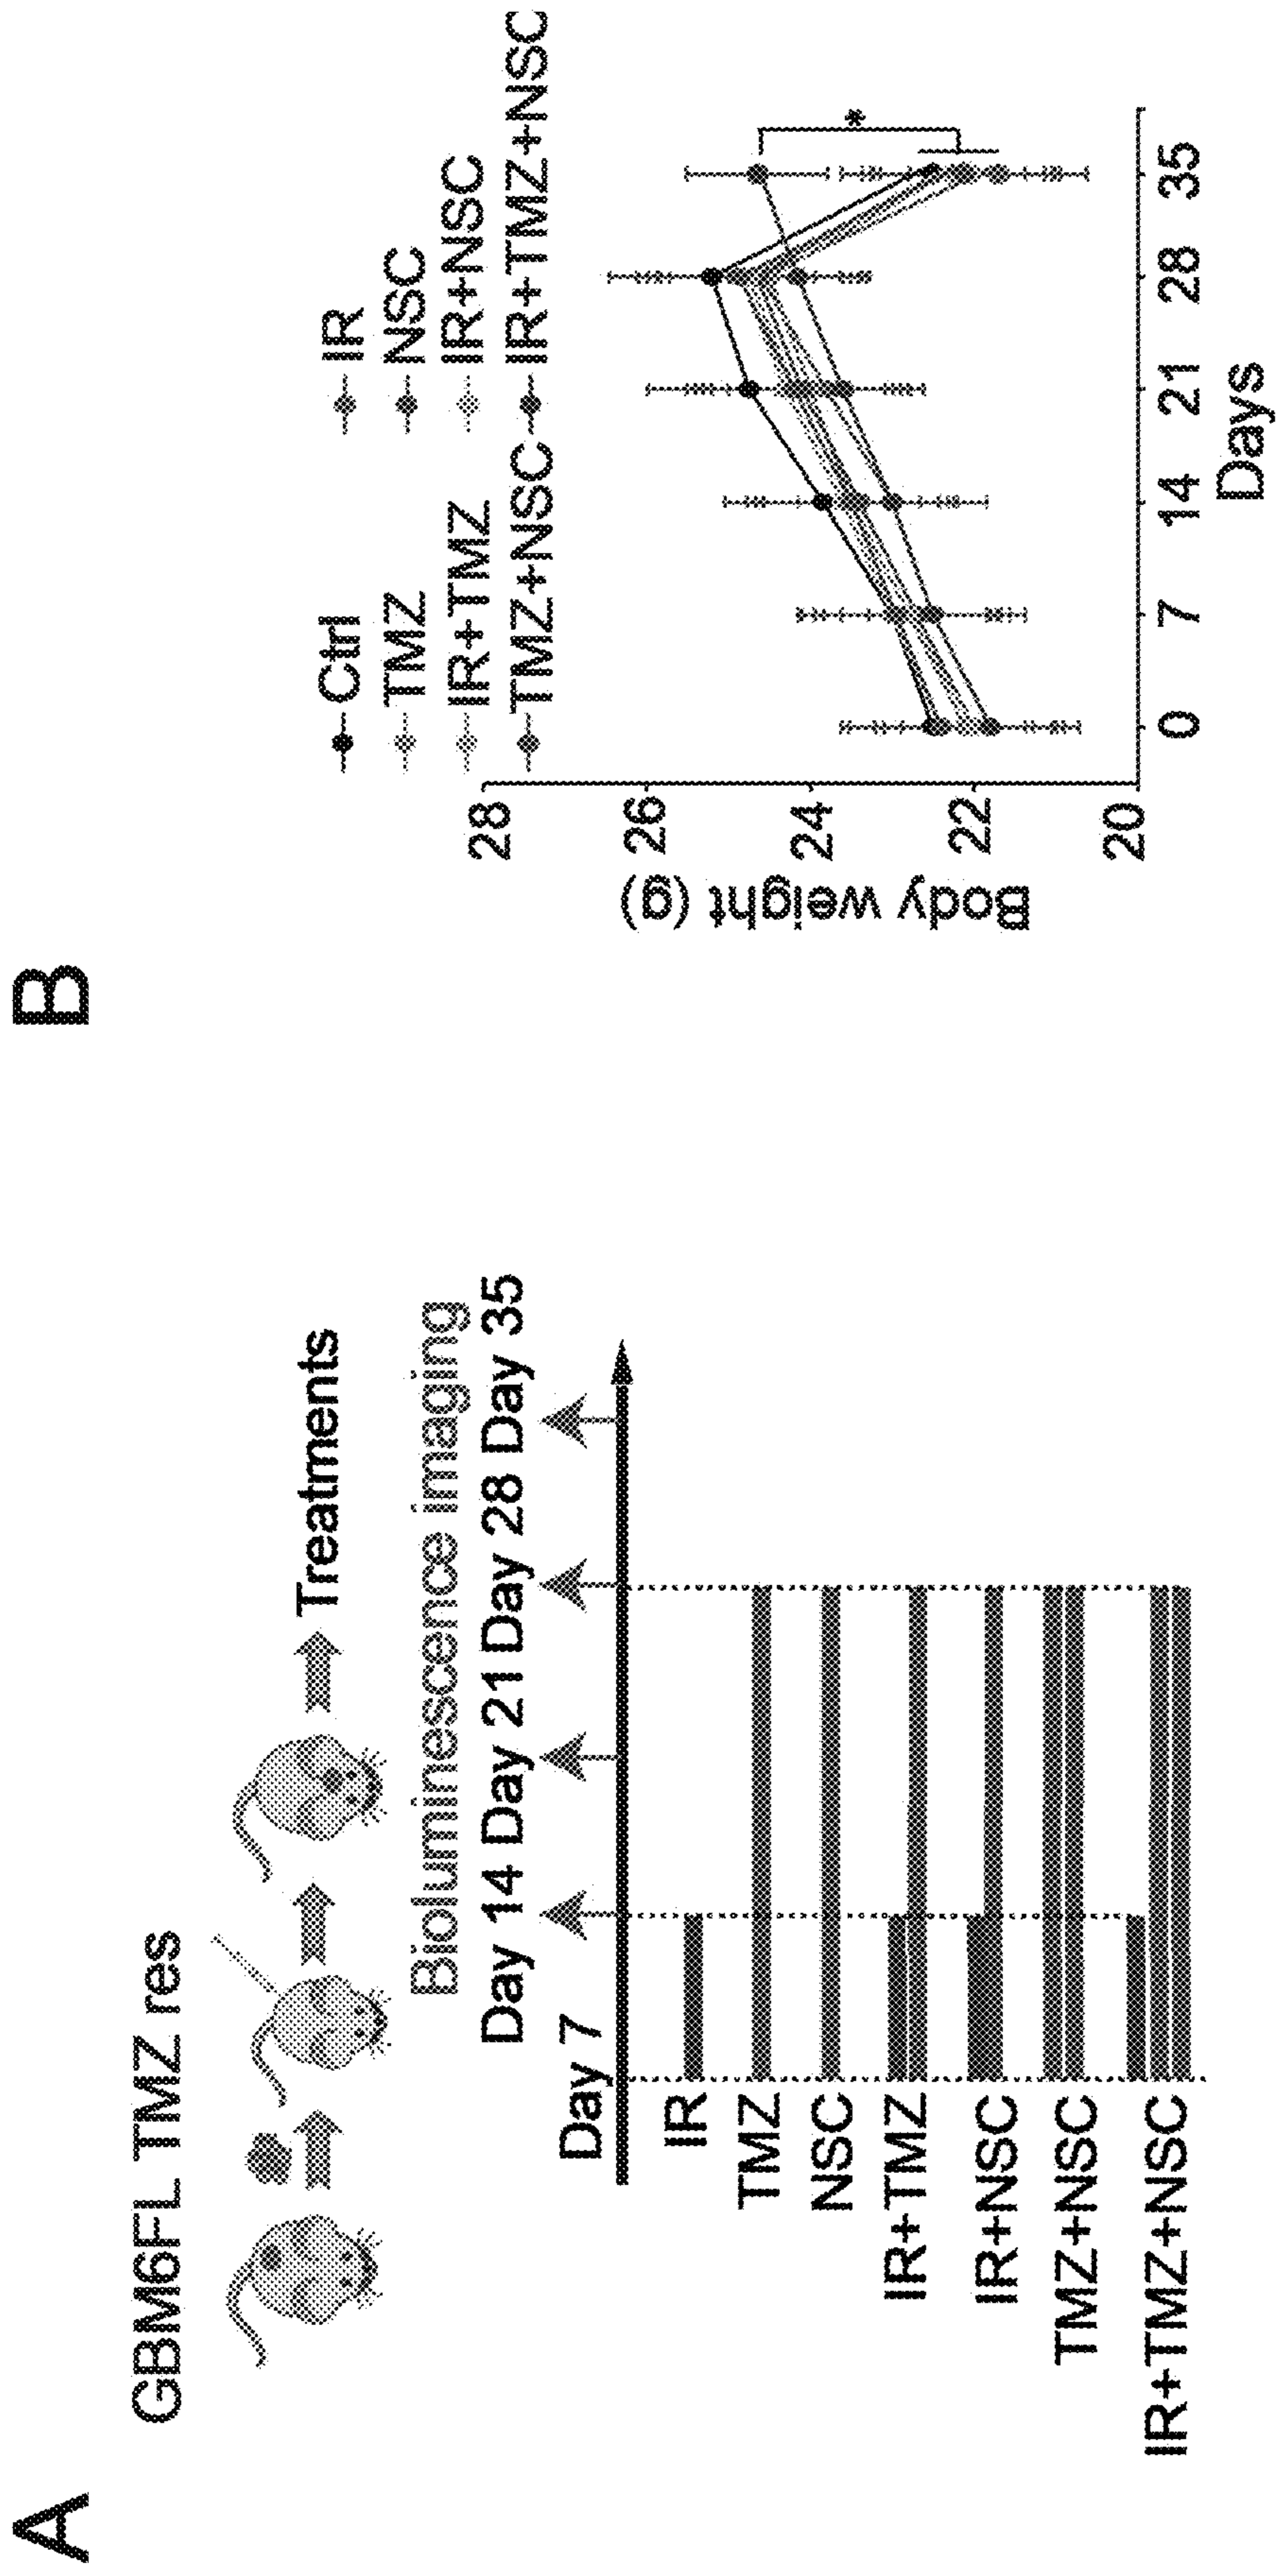 A
GBM6FL TMZ res
Treatments
Bioluminescence imaging
Day 14 Day 21 Day 28 Day 35
Day 7
IR
TMZ
NSC
IR+TMZ
IR+NSC
TMZ+NSC
IR+TMZ+NSC
B
Ctrl IR
TMZ NSC
IR+TMZ IR+NSC
TMZ+NSC IR+TMZ+NSC
Body weight (g)
28
26
24
22
20
*
0 7 14 21 28 35
Days